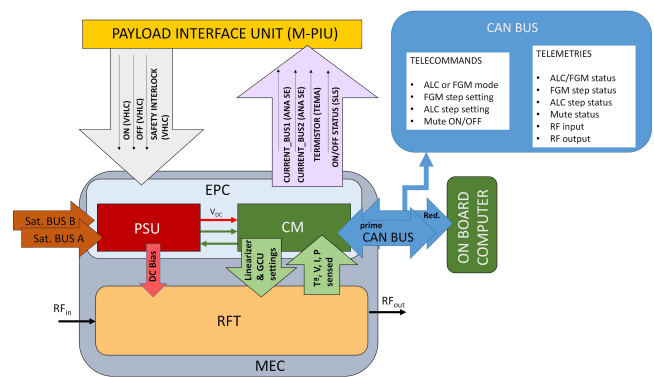 PAYLOAD INTERFACE UNIT (M-PIU)
CAN BUS
TELECOMMANDS
• ALC or FGM mode
• FGM step setting
• ALC step setting
• Mute ON/OFF
TELEMETRIES
• ALC/FGM status
• FGM step status
• ALC step status
• Mute status
• RF input
• RF output
ON (VHLC)
OFF (VHLC)
SAFETY INTERLOCK
(VHLC)
CURRENT_BUS1 (ANA SE)
CURRENT_BUS2 (ANA SE)
TERMISTOR (TEMA)
ON/OFF STATUS (SLS)
EPC
Sat. BUS B
Sat. BUS A
PSU
VDC
CM
prime
Red.
CAN BUS
ON BOARD
COMPUTER
DC Bias
Linearizer
& GCU
settings
Tª, V, I, P
sensed
RFin
RFT
RFout
MEC